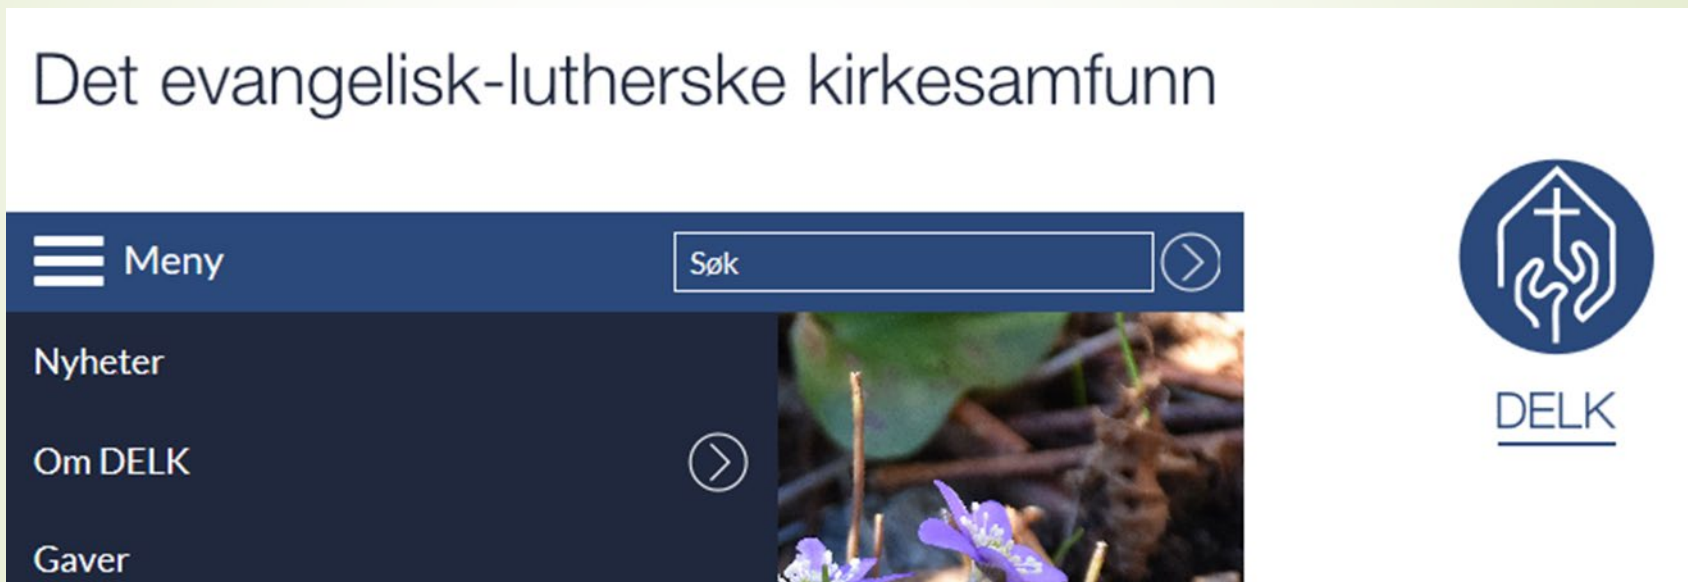 Det evangelisk-lutherske kirkesamfunn
Meny
Søk
Nyheter
Om DELK
Gaver
DELK